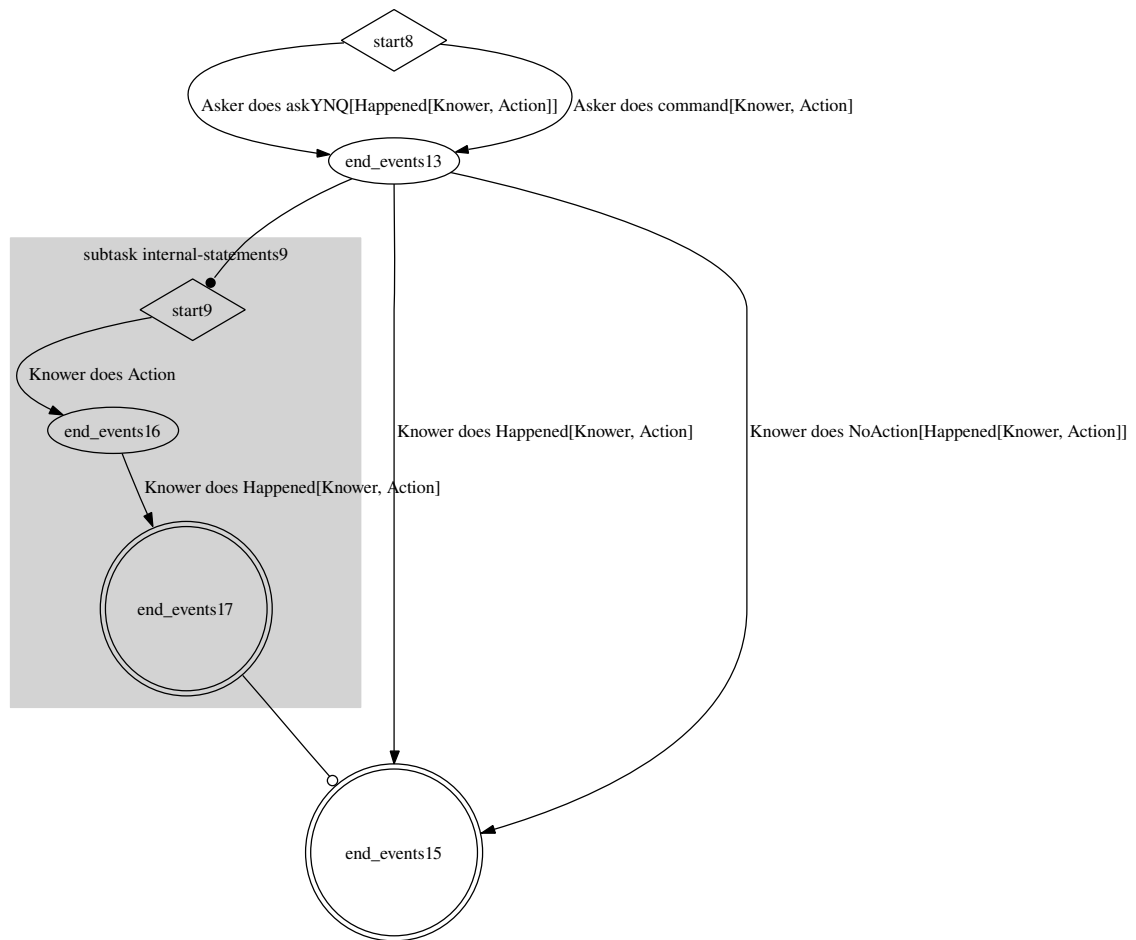 start8
Asker does askYNQ[Happened[Knower, Action]]
Asker does command[Knower, Action]
end_events13
subtask internal-statements9
start9
Knower does Action
end_events16
Knower does Happened[Knower, Action]
Knower does NoAction[Happened[Knower, Action]]
Knower does Happened[Knower, Action]
end_events17
end_events15